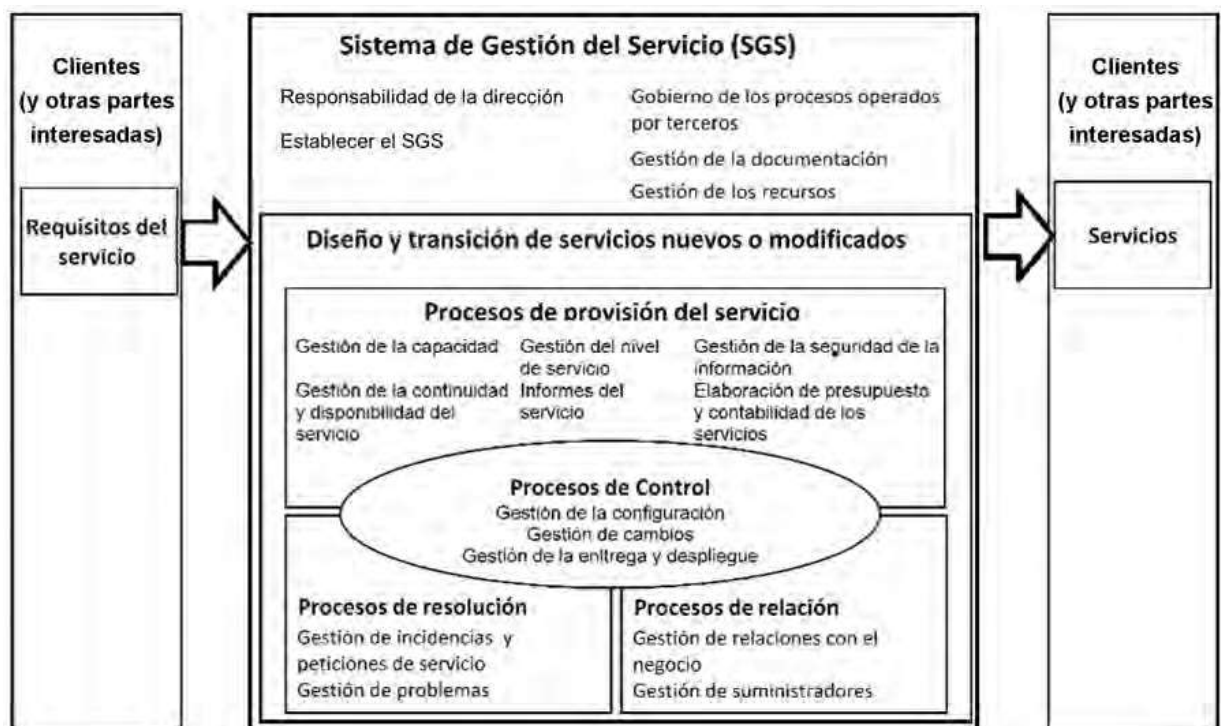 Clientes
(y otras partes
interesadas)
Requisitos del
servicio
Sistema de Gestión del Servicio (SGS)
Responsabilidad de la dirección
Establecer el SGS
Gobierno de los procesos operados
por terceros
Gestión de la documentación
Gestión de los recursos
Diseño y transición de servicios nuevos o modificados
Procesos de provisión del servicio
Gestión de la capacidad
Gestión del nivel
de servicio
Gestión de la seguridad de la
información
Gestión de la continuidad
y disponibilidad del
servicio
Informes del
servicio
Elaboración de presupuesto
y contabilidad de los
servicios
Procesos de Control
Gestión de la configuración
Gestión de cambios
Gestión de la entrega y despliegue
Procesos de resolución
Gestión de incidencias y
peticiones de servicio
Gestión de problemas
Procesos de relación
Gestión de relaciones con el
negocio
Gestión de suministradores
Clientes
(y otras partes
interesadas)
Servicios